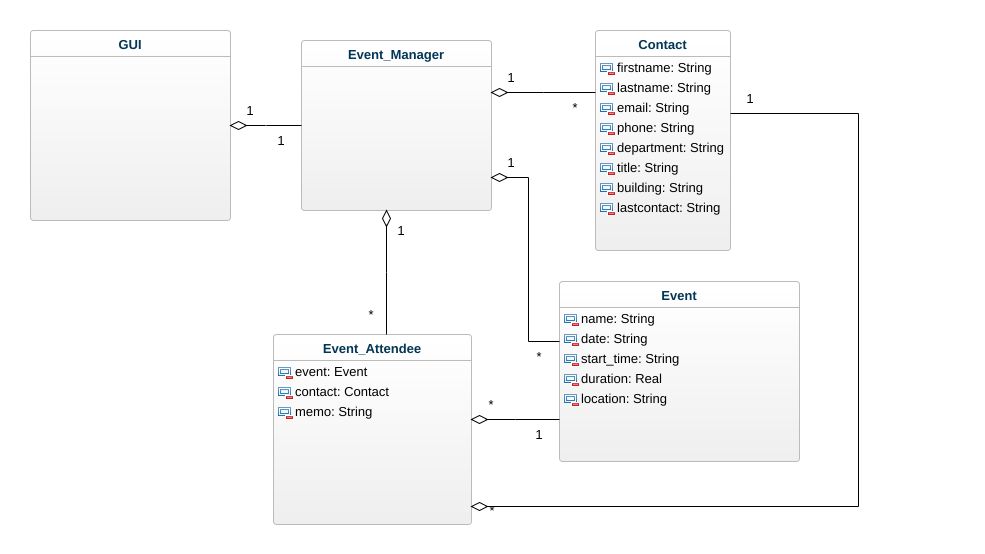 GUI
1
1
Event_Manager
1
*
1
*
1
*
Contact
firstname: String
lastname: String
email: String
phone: String
department: String
title: String
building: String
lastcontact: String
1
Event
name: String
date: String
start_time: String
duration: Real
location: String
Event_Attendee
event: Event
contact: Contact
memo: String
*
1
*